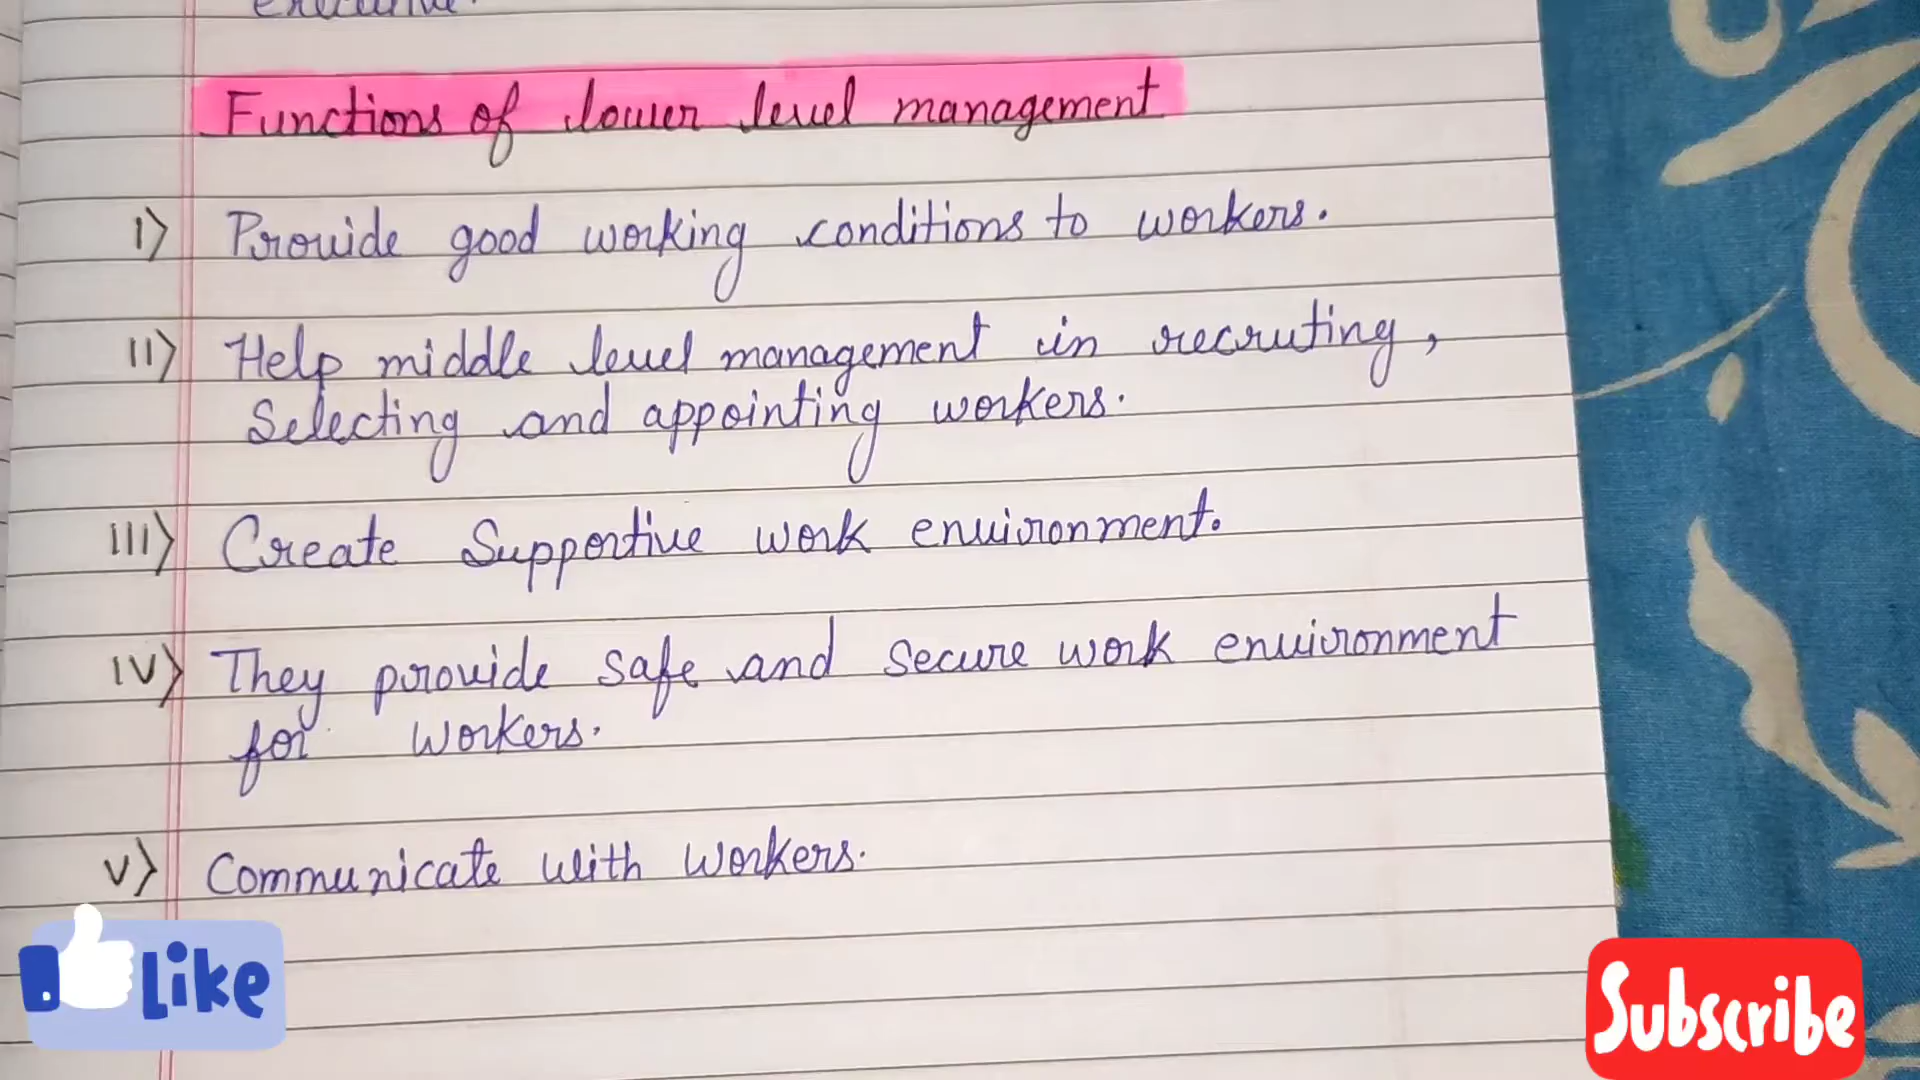 executive.
Functions of lower level management
I) Provide good working conditions to workers.
II) Help middle level management in recruting,
Selecting and appointing workers.
III) Create Supportive work environment.
IV) They provide safe and secure work environment
for workers.
V) Communicate with workers.
Like
Subscribe